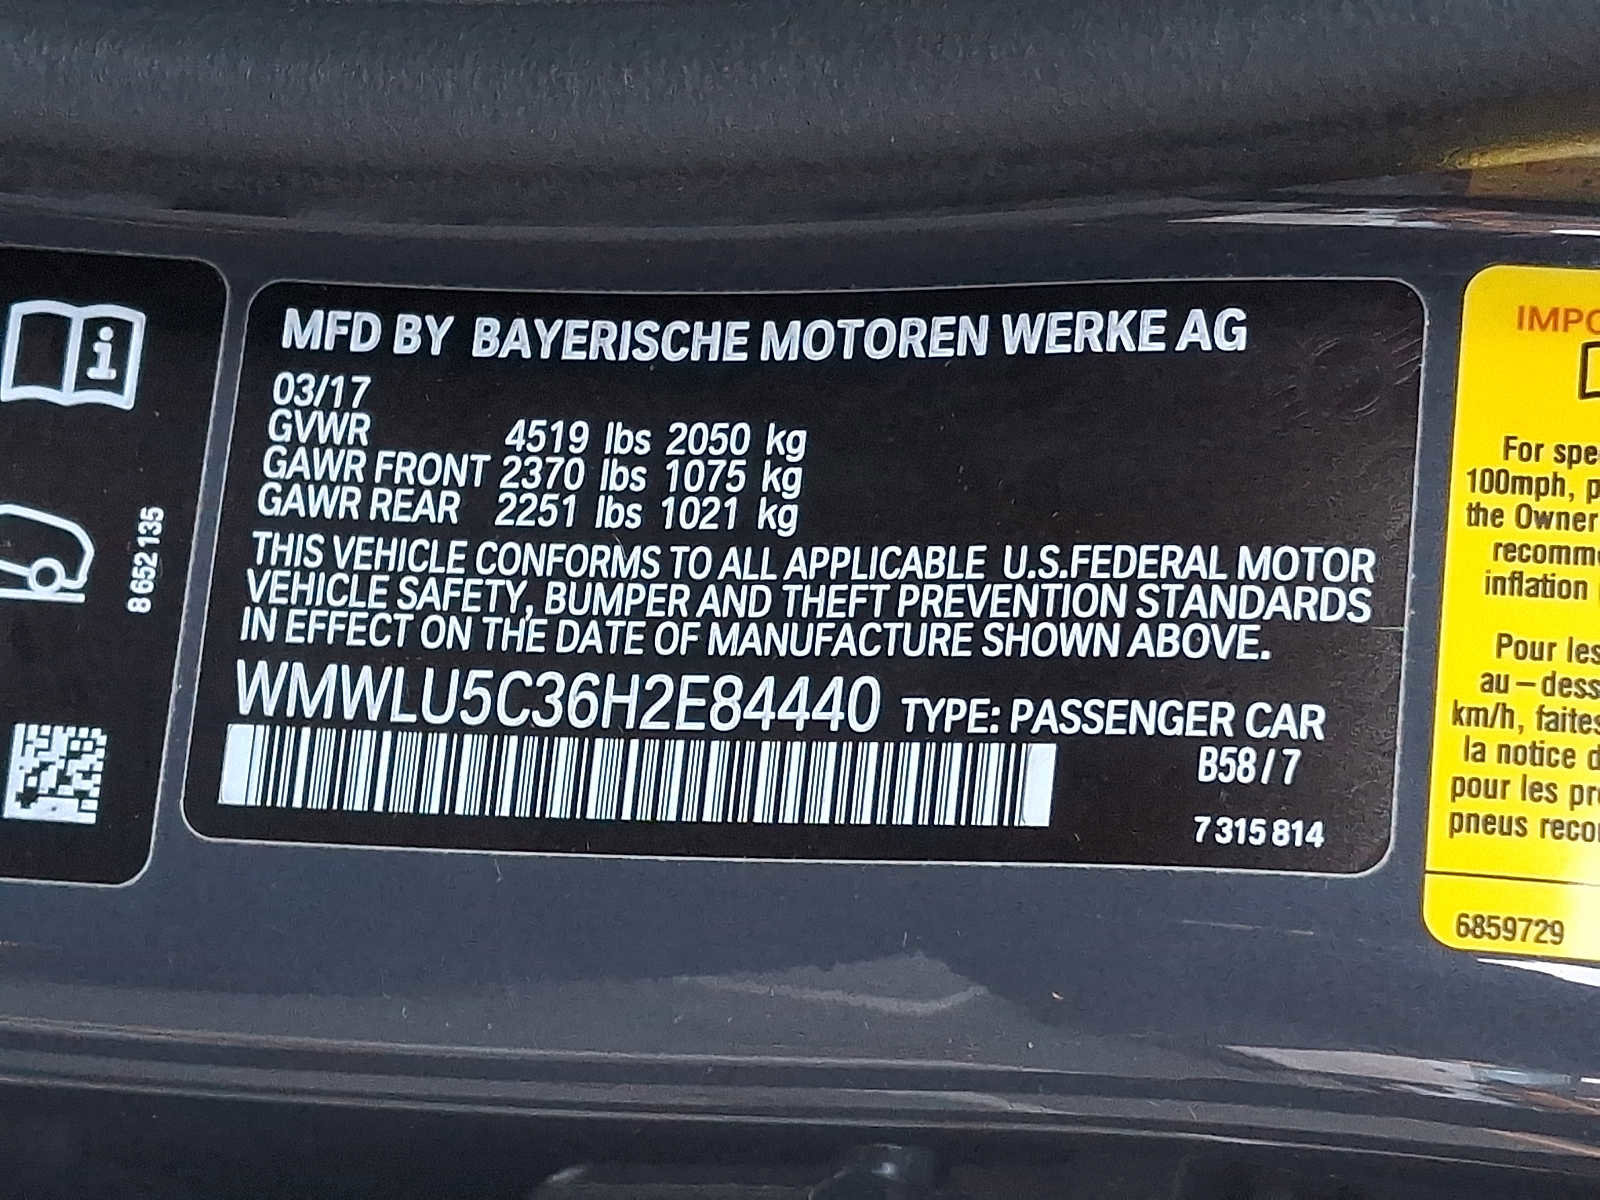 8 652 135
MFD BY BAYERISCHE MOTOREN WERKE AG
03/17
GVWR 4519 lbs 2050 kg
GAWR FRONT 2370 lbs 1075 kg
GAWR REAR 2251 lbs 1021 kg
THIS VEHICLE CONFORMS TO ALL APPLICABLE U.S.FEDERAL MOTOR
VEHICLE SAFETY, BUMPER AND THEFT PREVENTION STANDARDS
IN EFFECT ON THE DATE OF MANUFACTURE SHOWN ABOVE.
WMWLU5C36H2E84440 TYPE: PASSENGER CAR
B58/7
7 315 814
IMPO
For spe
100mph, p
the Owner
recomm
inflation
Pour les
au – dess
km/h, faites
la notice d
pour les pr
pneus reco
6859729